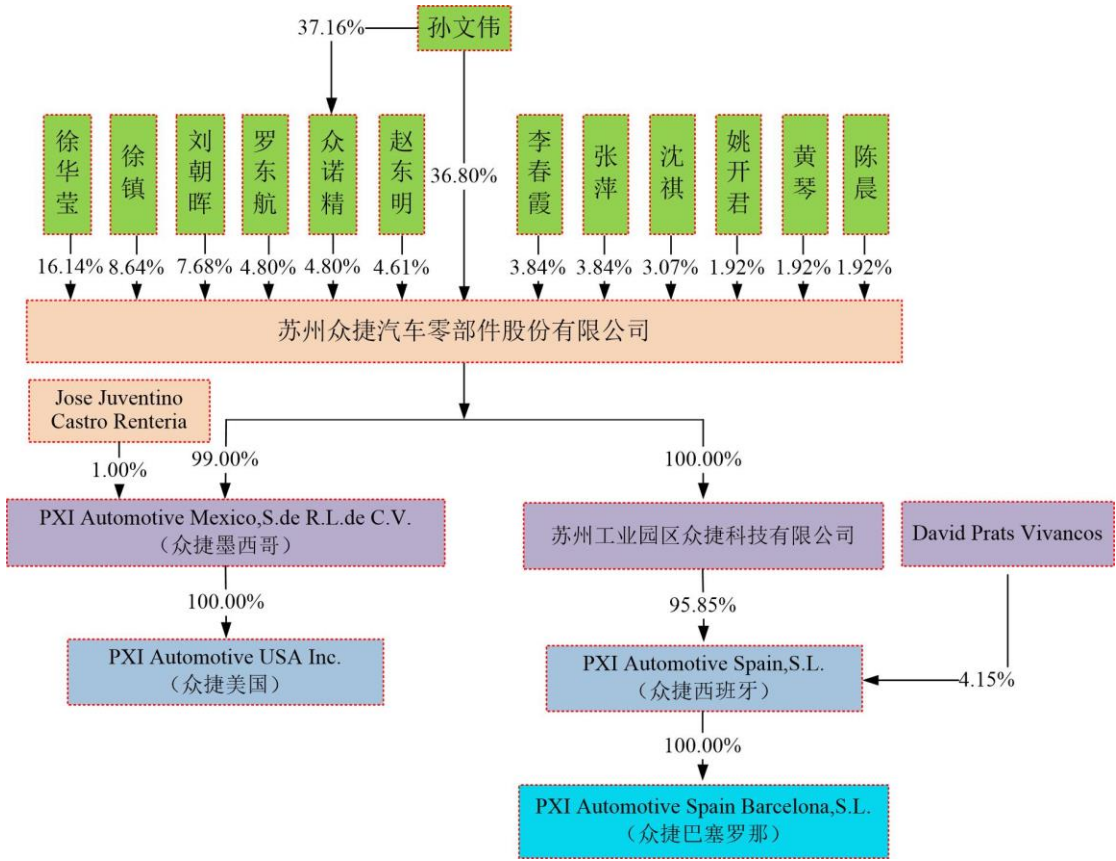 37.16%
孙文伟
徐华莹
徐镇
刘朝晖
罗东航
众诺精
赵东明
36.80%
李春霞
张萍
沈祺
姚开君
黄琴
陈晨
16.14%
8.64%
7.68%
4.80%
4.80%
4.61%
3.84%
3.84%
3.07%
1.92%
1.92%
1.92%
苏州众捷汽车零部件股份有限公司
Jose Juventino
Castro Renteria
1.00%
99.00%
100.00%
PXI Automotive Mexico,S.de R.L.de C.V.
（众捷墨西哥）
苏州工业园区众捷科技有限公司
David Prats Vivancos
100.00%
95.85%
PXI Automotive USA Inc.
（众捷美国）
PXI Automotive Spain,S.L.
（众捷西班牙）
4.15%
100.00%
PXI Automotive Spain Barcelona,S.L.
（众捷巴塞罗那）